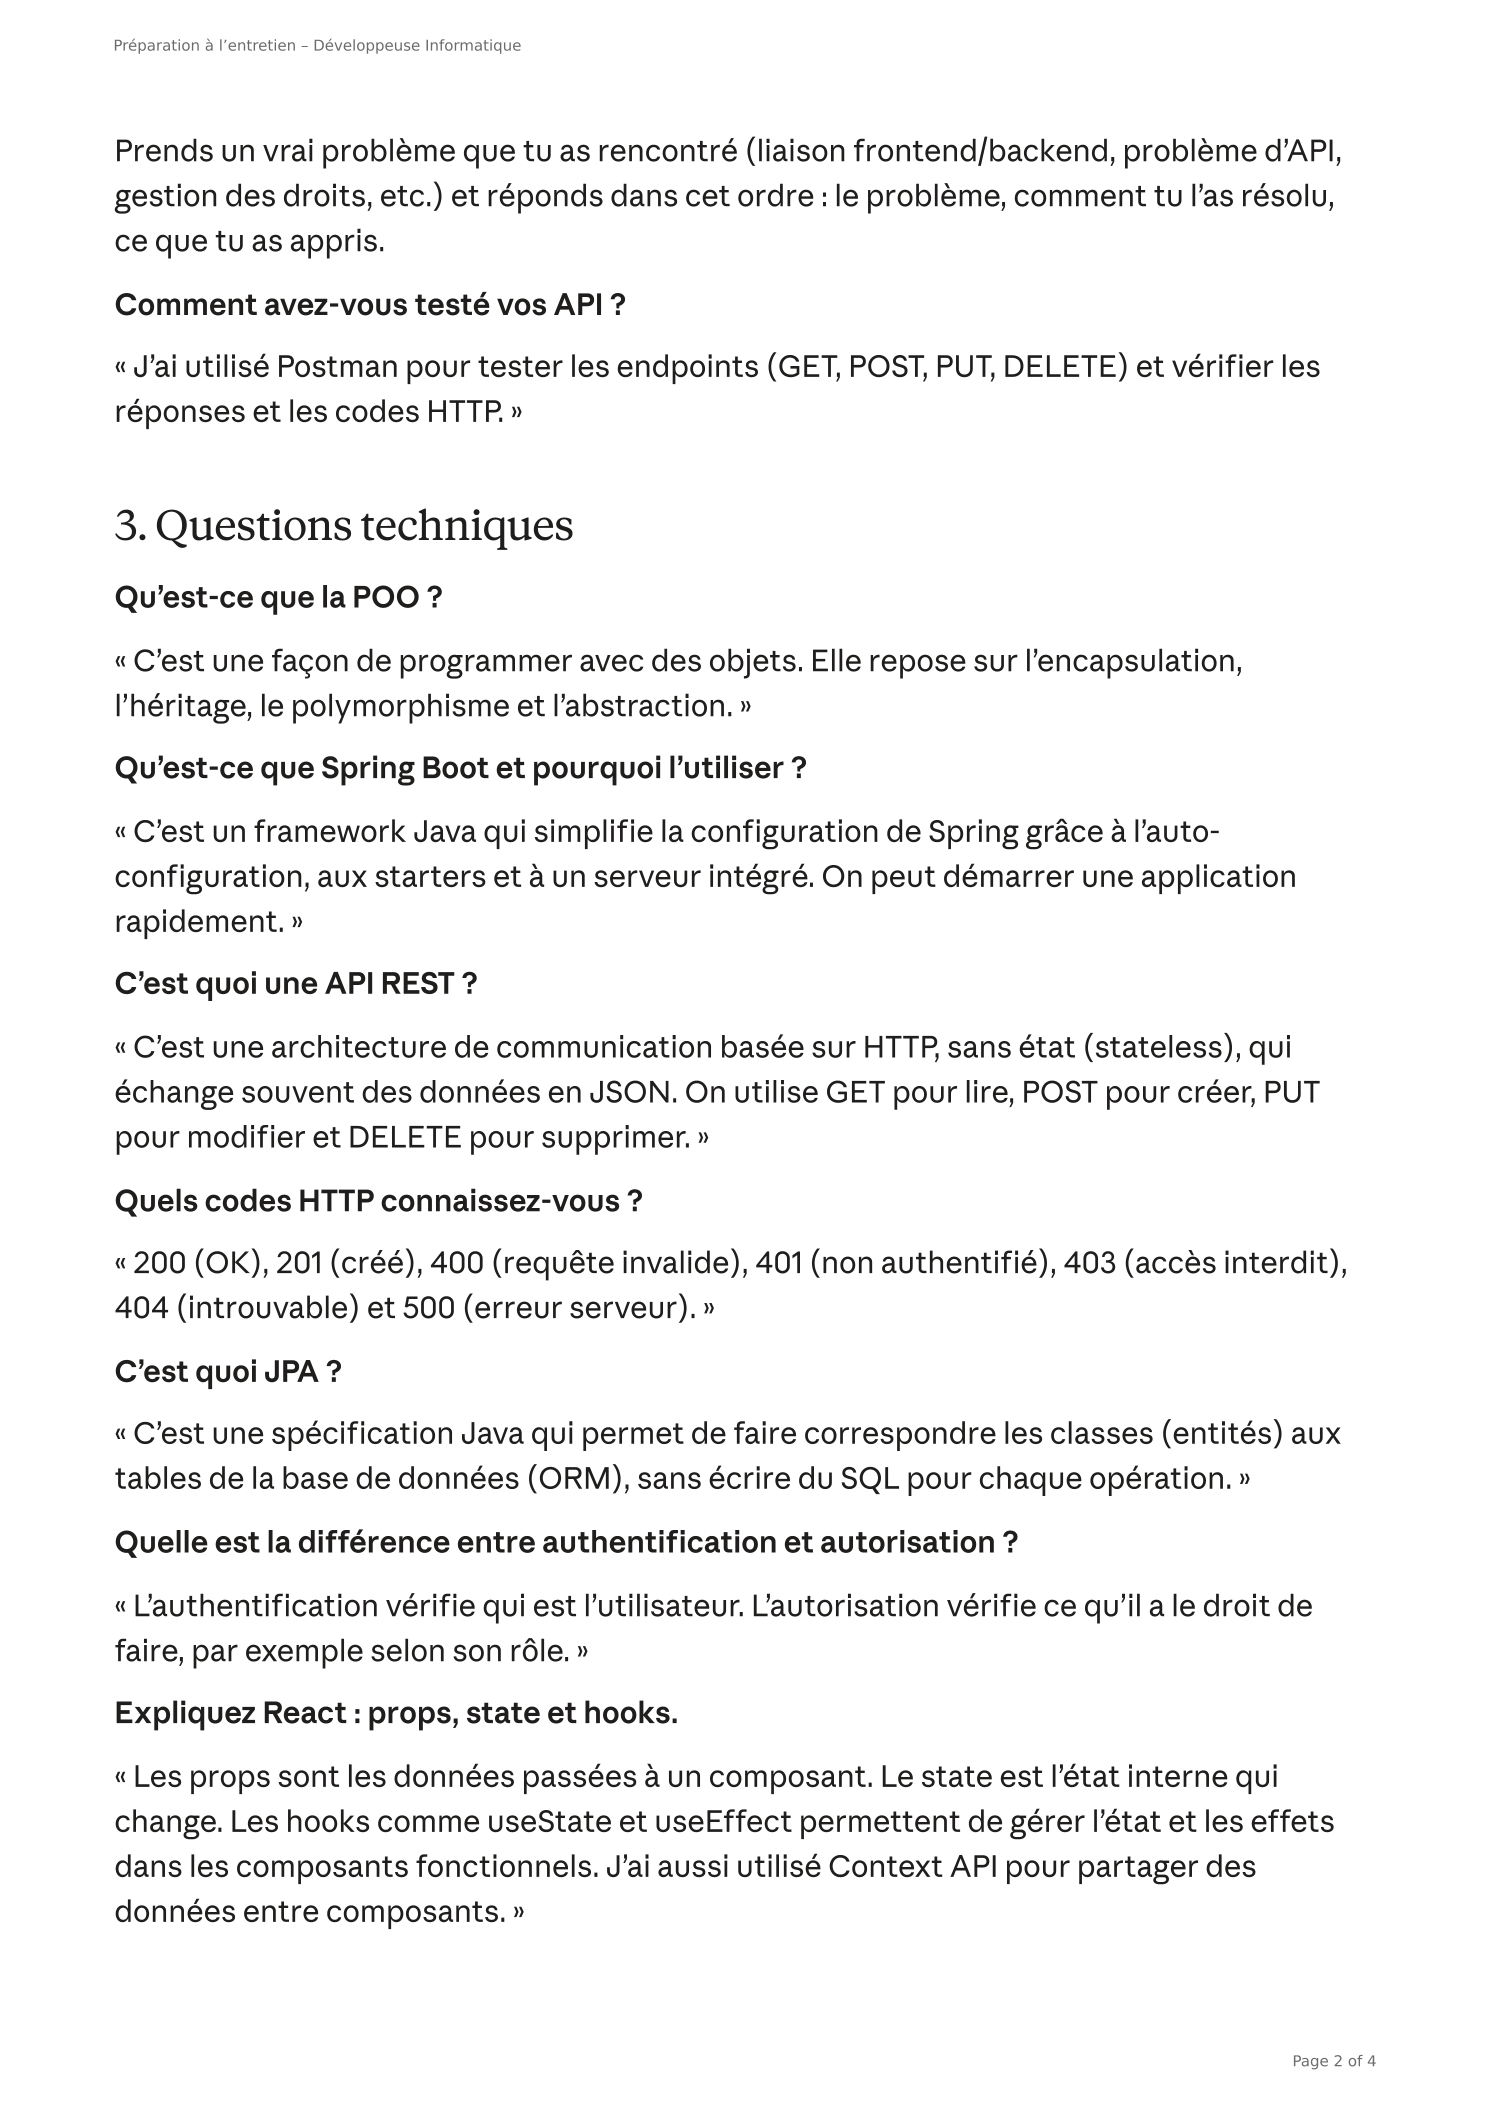 Préparation à l’entretien – Développeuse Informatique
Prends un vrai problème que tu as rencontré (liaison frontend/backend, problème d’API,
gestion des droits, etc.) et réponds dans cet ordre : le problème, comment tu l’as résolu,
ce que tu as appris.
Comment avez-vous testé vos API ?
« J’ai utilisé Postman pour tester les endpoints (GET, POST, PUT, DELETE) et vérifier les
réponses et les codes HTTP. »
3. Questions techniques
Qu’est-ce que la POO ?
« C’est une façon de programmer avec des objets. Elle repose sur l’encapsulation,
l’héritage, le polymorphisme et l’abstraction. »
Qu’est-ce que Spring Boot et pourquoi l’utiliser ?
« C’est un framework Java qui simplifie la configuration de Spring grâce à l’auto-
configuration, aux starters et à un serveur intégré. On peut démarrer une application
rapidement. »
C’est quoi une API REST ?
« C’est une architecture de communication basée sur HTTP, sans état (stateless), qui
échange souvent des données en JSON. On utilise GET pour lire, POST pour créer, PUT
pour modifier et DELETE pour supprimer. »
Quels codes HTTP connaissez-vous ?
« 200 (OK), 201 (créé), 400 (requête invalide), 401 (non authentifié), 403 (accès interdit),
404 (introuvable) et 500 (erreur serveur). »
C’est quoi JPA ?
« C’est une spécification Java qui permet de faire correspondre les classes (entités) aux
tables de la base de données (ORM), sans écrire du SQL pour chaque opération. »
Quelle est la différence entre authentification et autorisation ?
« L’authentification vérifie qui est l’utilisateur. L’autorisation vérifie ce qu’il a le droit de
faire, par exemple selon son rôle. »
Expliquez React : props, state et hooks.
« Les props sont les données passées à un composant. Le state est l’état interne qui
change. Les hooks comme useState et useEffect permettent de gérer l’état et les effets
dans les composants fonctionnels. J’ai aussi utilisé Context API pour partager des
données entre composants. »
Page 2 of 4